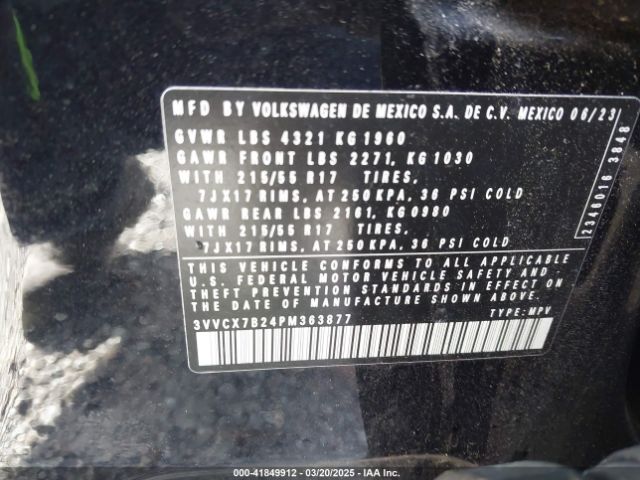 MFD BY VOLKSWAGEN DE MEXICO S.A. DE C.V. MEXICO 06/23
GVWR LBS 4321 KG 1960
GAWR FRONT LBS 2271, KG 1030
WITH 215/55 R17 TIRES,
7JX17 RIMS, AT 250 KPA, 36 PSI COLD
GAWR REAR LBS 2161, KG 0980
WITH 215/55 R17 TIRES,
7JX17 RIMS, AT 250 KPA, 36 PSI COLD
THIS VEHICLE CONFORMS TO ALL APPLICABLE
U.S. FEDERAL MOTOR VEHICLE SAFETY AND -
THEFT PREVENTION STANDARDS IN EFFECT ON
THE DATE OF MANUFACTURE SHOWN ABOVE.
3VVCX7B24PM363877 TYPE: MPV
2346016 3848
000-41849912 - 03/20/2025 - IAA Inc.